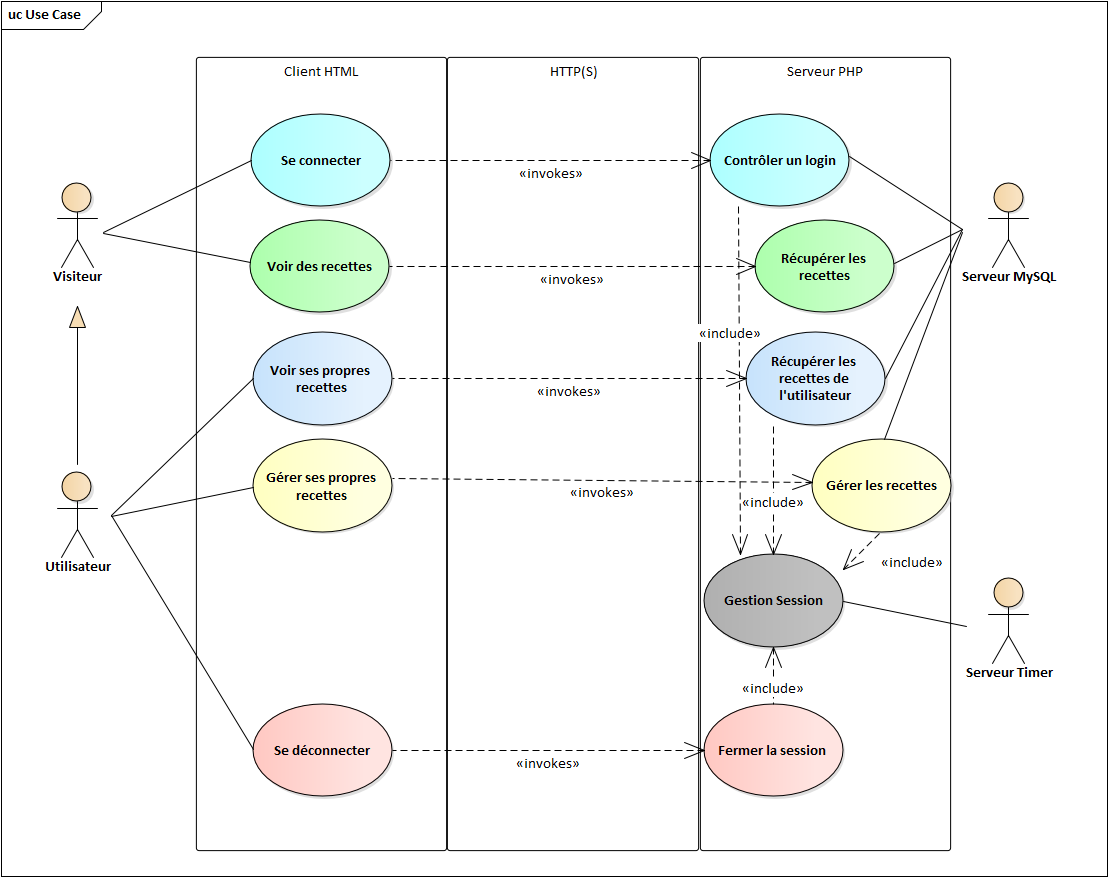 uc Use Case
Client HTML
HTTP(S)
Serveur PHP
Se connecter
«invokes»
Contrôler un login
Visiteur
Voir des recettes
«invokes»
Récupérer les
recettes
Serveur MySQL
«include»
Voir ses propres
recettes
«invokes»
Récupérer les
recettes de
l'utilisateur
Gérer ses propres
recettes
«invokes»
«include»
Gérer les recettes
Utilisateur
«include»
Gestion Session
Serveur Timer
«include»
Se déconnecter
«invokes»
Fermer la session